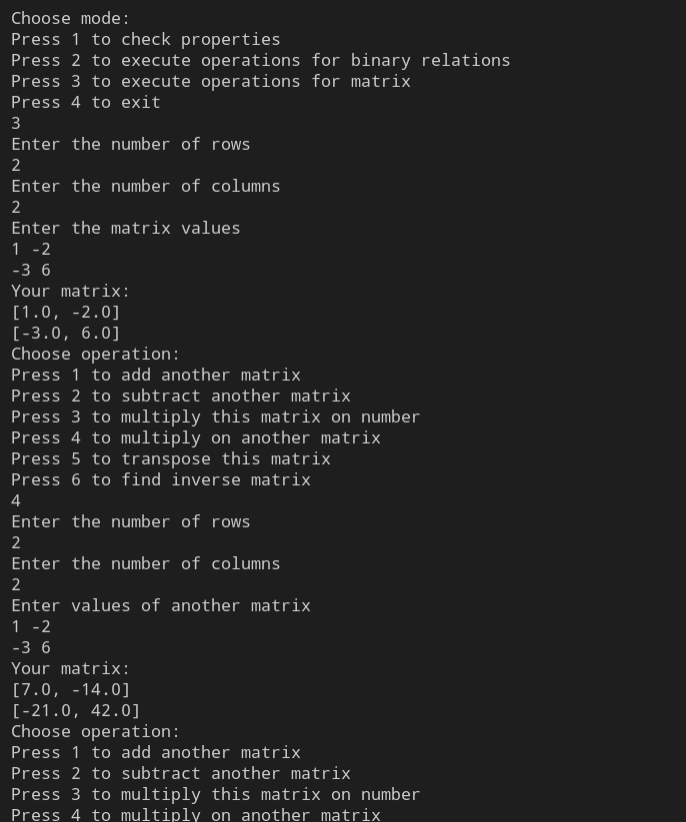 Choose mode:
Press 1 to check properties
Press 2 to execute operations for binary relations
Press 3 to execute operations for matrix
Press 4 to exit
3
Enter the number of rows
2
Enter the number of columns
2
Enter the matrix values
1 -2
-3 6
Your matrix:
[1.0, -2.0]
[-3.0, 6.0]
Choose operation:
Press 1 to add another matrix
Press 2 to subtract another matrix
Press 3 to multiply this matrix on number
Press 4 to multiply on another matrix
Press 5 to transpose this matrix
Press 6 to find inverse matrix
4
Enter the number of rows
2
Enter the number of columns
2
Enter values of another matrix
1 -2
-3 6
Your matrix:
[7.0, -14.0]
[-21.0, 42.0]
Choose operation:
Press 1 to add another matrix
Press 2 to subtract another matrix
Press 3 to multiply this matrix on number
Press 4 to multiply on another matrix